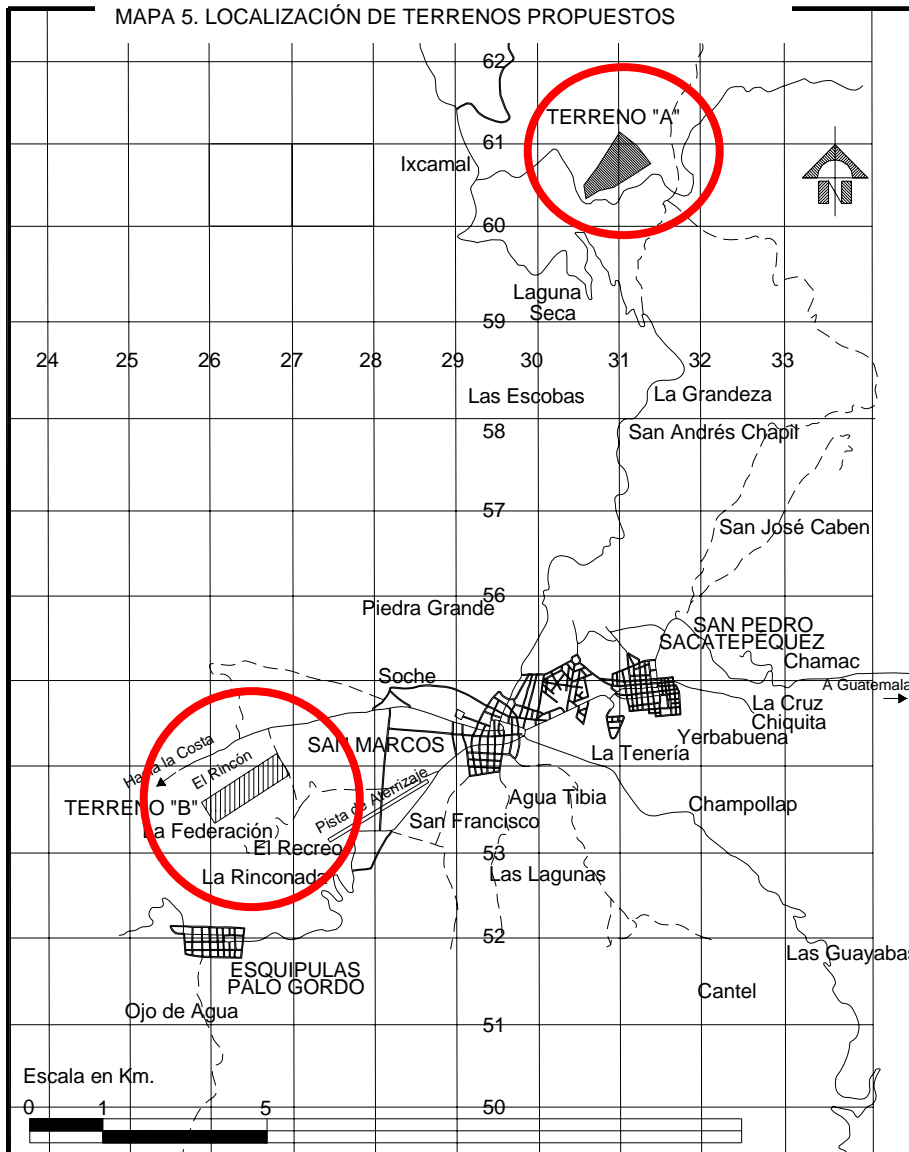 MAPA 5. LOCALIZACIÓN DE TERRENOS PROPUESTOS
62
TERRENO "A"
61
Ixcamal
N
60
Laguna
Seca
59
24 25 26 27 28 29 30 31 32 33
Las Escobas
La Grandeza
58
San Andrés Chapil
57
San José Caben
56
Piedra Grande
SAN PEDRO
SACATEPÉQUEZ
Chamac
Soche
A Guatemala
La Cruz
Chiquita
Yerbabuena
SAN MARCOS
La Tenería
Hacia la Costa
El Rincón
TERRENO "B"
Pista de Aterrizaje
Agua Tibia
Champollap
La Federación
San Francisco
El Recreo
53
La Rinconada
Las Lagunas
52
Las Guayabas
ESQUIPULAS
PALO GORDO
Cantel
Ojo de Agua
51
Escala en Km.
50
0 1 5